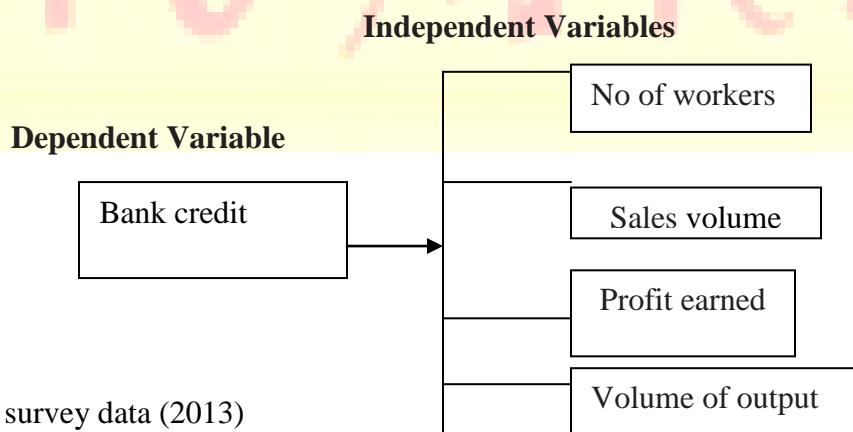 Independent Variables
No of workers
Dependent Variable
Bank credit
Sales volume
Profit earned
Volume of output
survey data (2013)